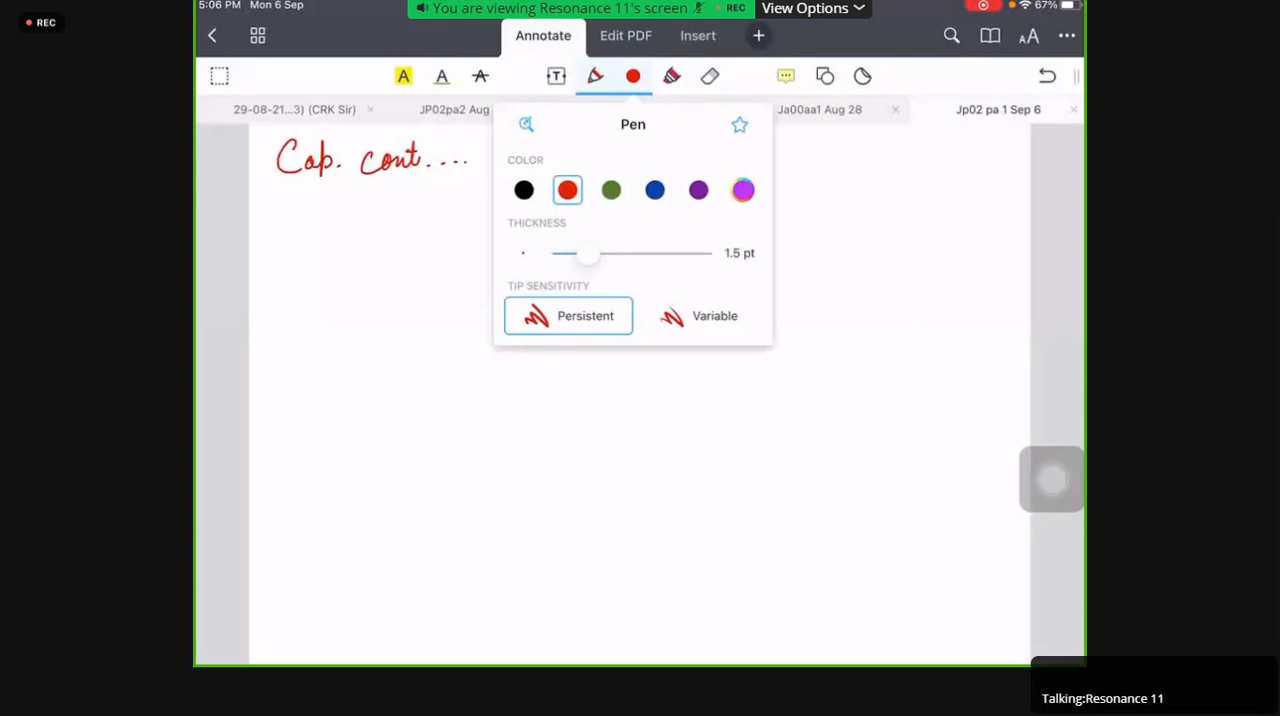 REC
5:06 PM Mon 6 Sep
You are viewing Resonance 11's screen REC
View Options
67%
Annotate Edit PDF Insert +
AA
A A A T
29-08-21...3) (CRK Sir) × JP02pa2 Aug Ja00aa1 Aug 28 × Jp02 pa 1 Sep 6 ×
Pen
Cap. cont....
COLOR
THICKNESS
1.5 pt
TIP SENSITIVITY
Persistent Variable
Talking:Resonance 11